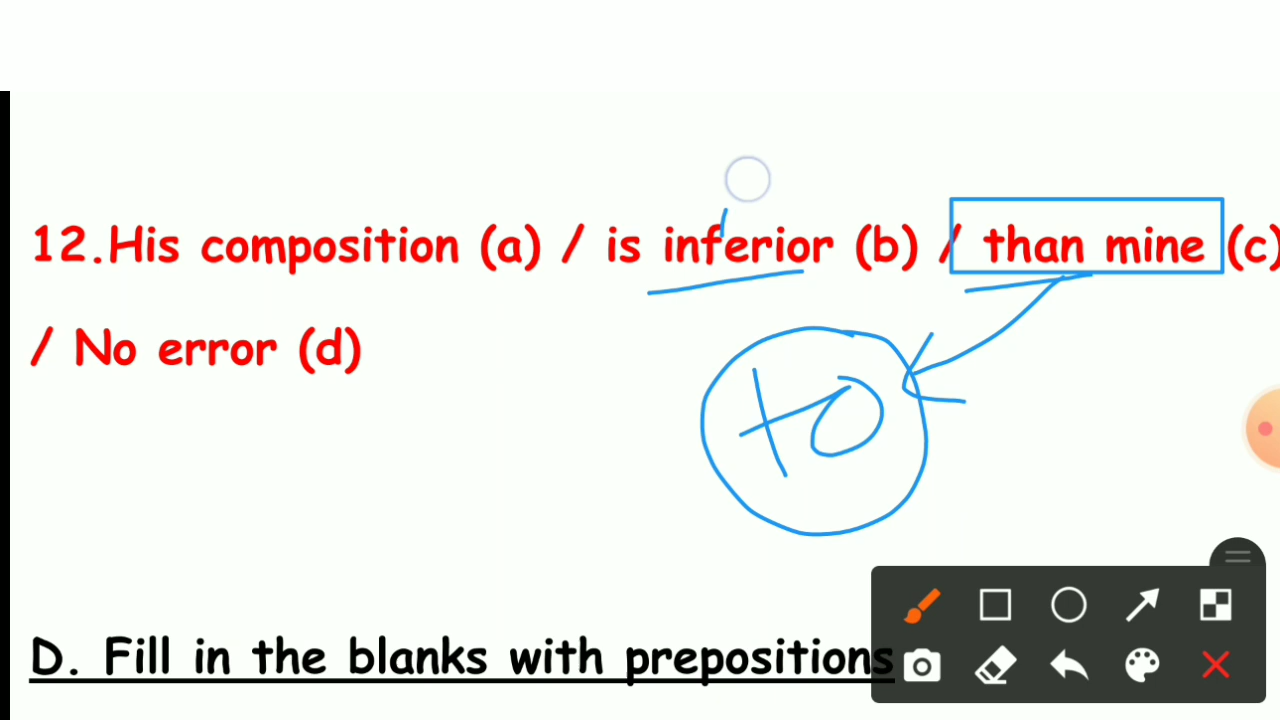 12.His composition (a) / is inferior (b) / than mine (c)
/ No error (d)
to
D. Fill in the blanks with prepositions